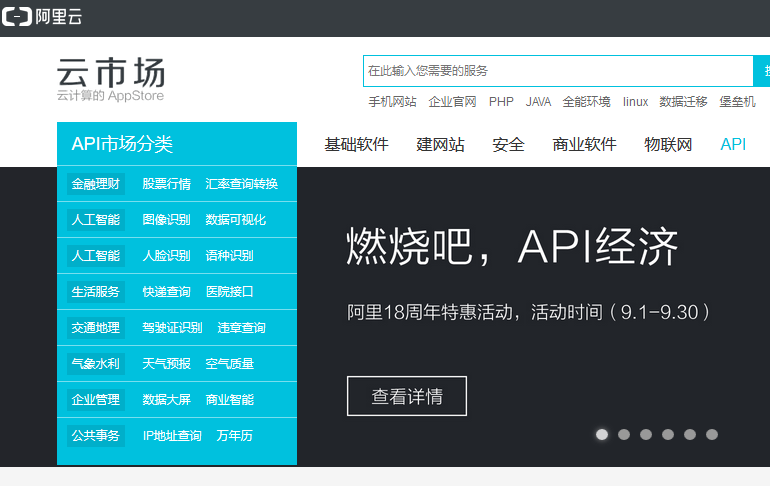 阿里云
云市场
云计算的 AppStore
在此输入您需要的服务
手机网站 企业官网 PHP JAVA 全能环境 linux 数据迁移 堡垒机
API市场分类
基础软件 建网站 安全 商业软件 物联网 API
金融理财 股票行情 汇率查询转换
人工智能 图像识别 数据可视化
人工智能 人脸识别 语种识别
生活服务 快递查询 医院接口
交通地理 驾驶证识别 违章查询
气象水利 天气预报 空气质量
企业管理 数据大屏 商业智能
公共事务 IP地址查询 万年历
燃烧吧，API经济
阿里18周年特惠活动，活动时间（9.1-9.30）
查看详情